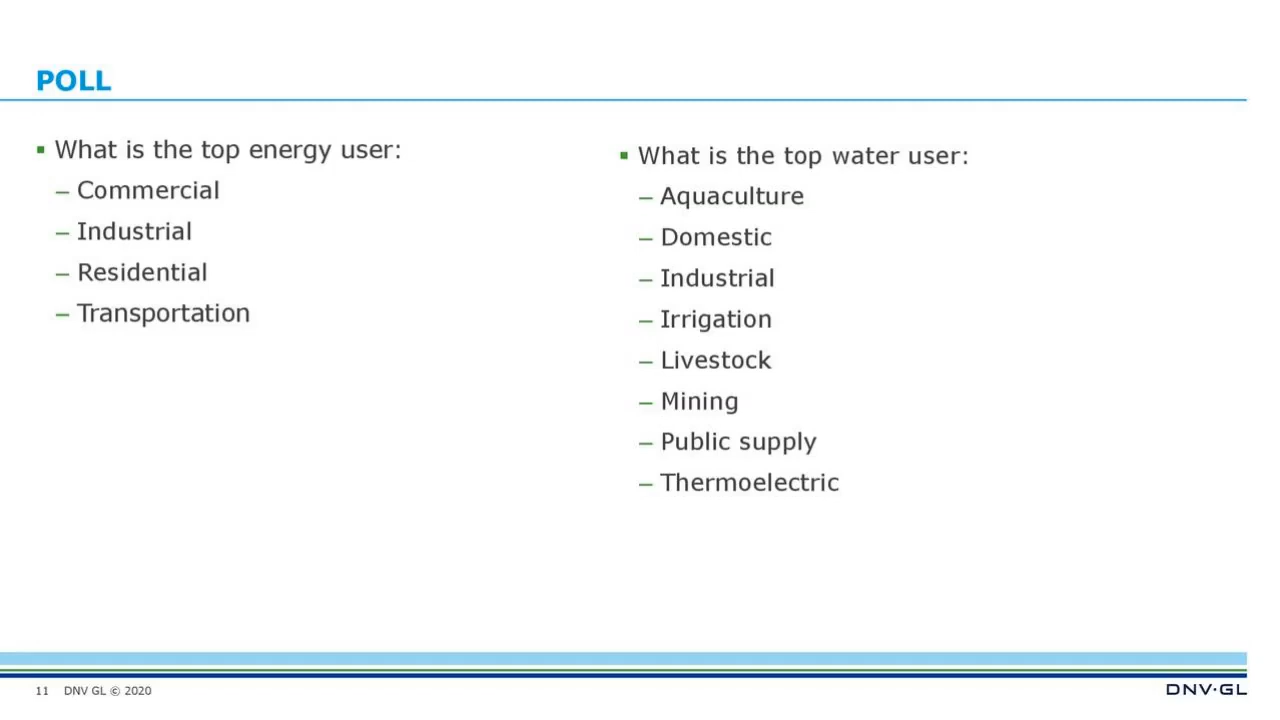 POLL
▪ What is the top energy user:
– Commercial
– Industrial
– Residential
– Transportation
▪ What is the top water user:
– Aquaculture
– Domestic
– Industrial
– Irrigation
– Livestock
– Mining
– Public supply
– Thermoelectric
11 DNV GL © 2020
DNV·GL